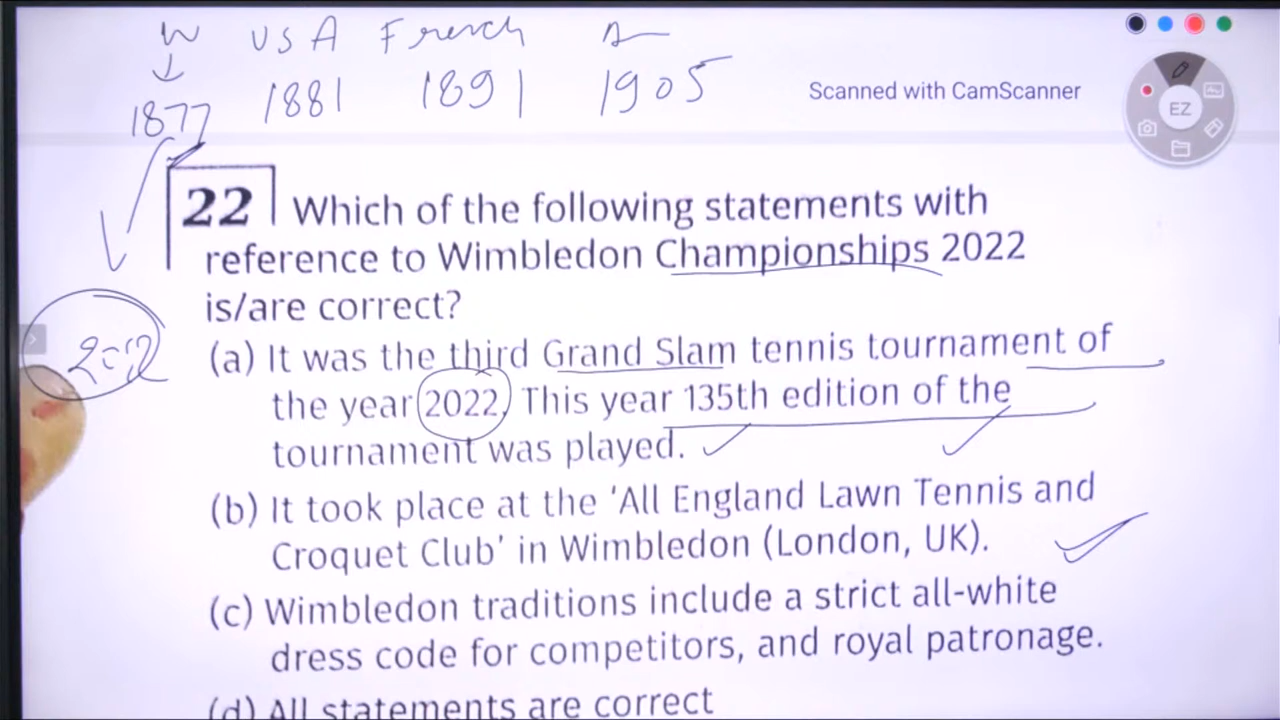 W USA French A
1877 1881 1891 1905
Scanned with CamScanner
EZ
22 Which of the following statements with
reference to Wimbledon Championships 2022
is/are correct?
(a) It was the third Grand Slam tennis tournament of
the year 2022. This year 135th edition of the
tournament was played.
(b) It took place at the ‘All England Lawn Tennis and
Croquet Club’ in Wimbledon (London, UK).
(c) Wimbledon traditions include a strict all-white
dress code for competitors, and royal patronage.
(d) All statements are correct